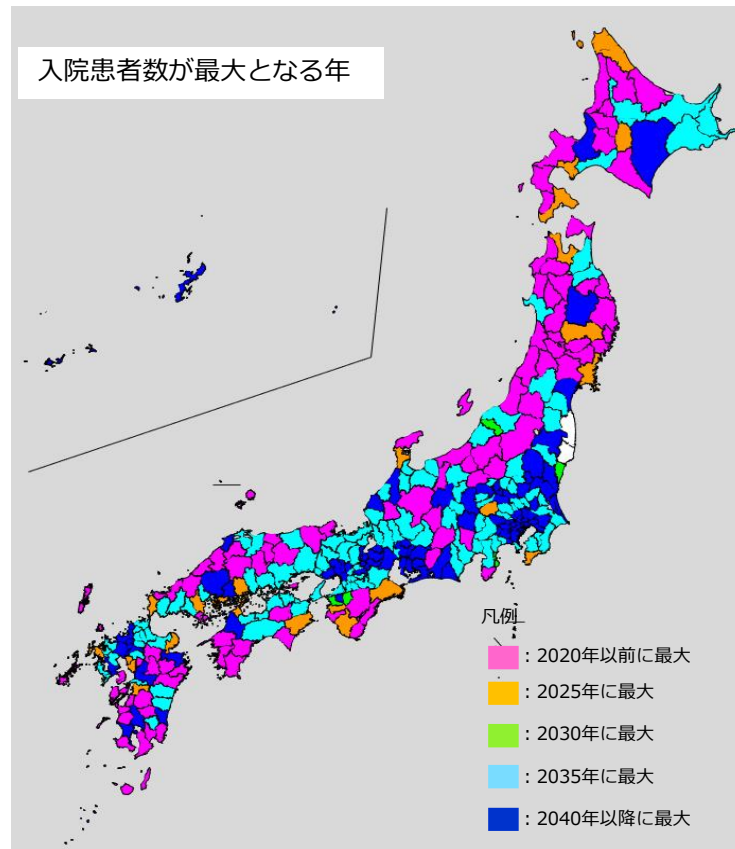 入院患者数が最大となる年
凡例
：2020年以前に最大
：2025年に最大
：2030年に最大
：2035年に最大
：2040年以降に最大